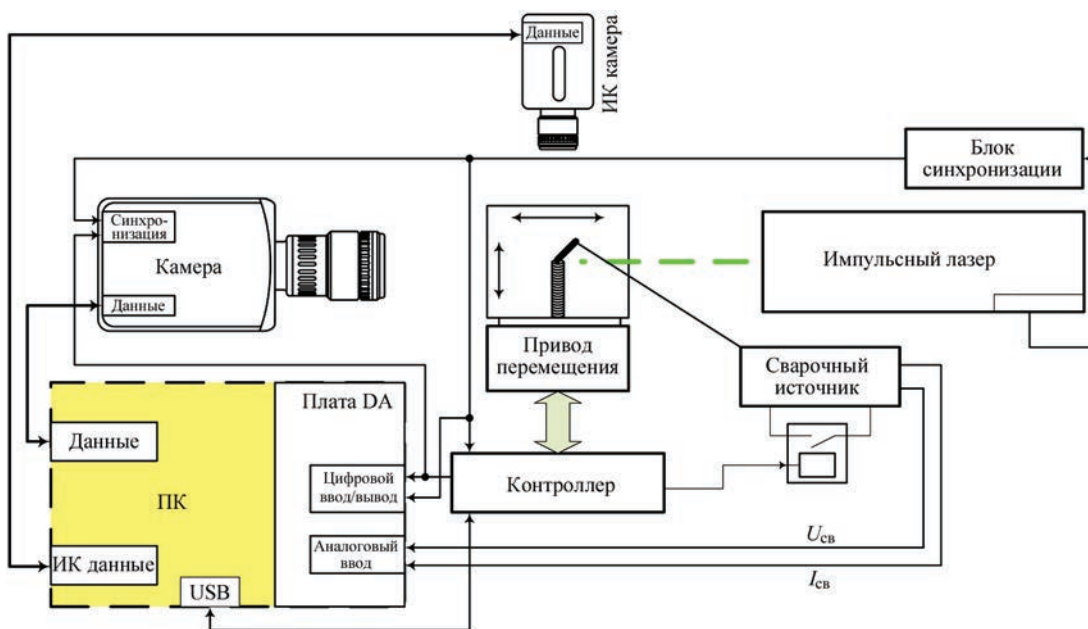 Данные
ИК камера
Блок
синхронизации
Синхро-
низация
Камера
Данные
Импульсный лазер
Привод
перемещения
Сварочный
источник
Плата DA
Данные
ПК
Цифровой
ввод/вывод
Контроллер
Аналоговый
ввод
ИК данные
USB
Uсв
Iсв